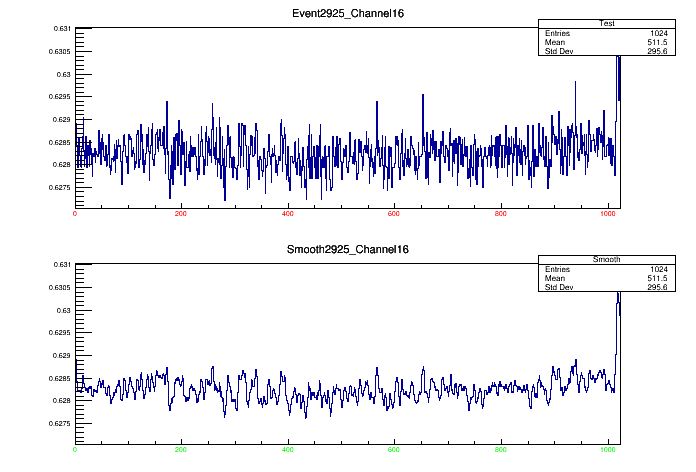 Event2925_Channel16
Test
Entries 1024
Mean 511.5
Std Dev 295.6
0.631
0.6305
0.63
0.6295
0.629
0.6285
0.628
0.6275
0 200 400 600 800 1000
Smooth2925_Channel16
Smooth
Entries 1024
Mean 511.5
Std Dev 295.6
0.631
0.6305
0.63
0.6295
0.629
0.6285
0.628
0.6275
0 200 400 600 800 1000